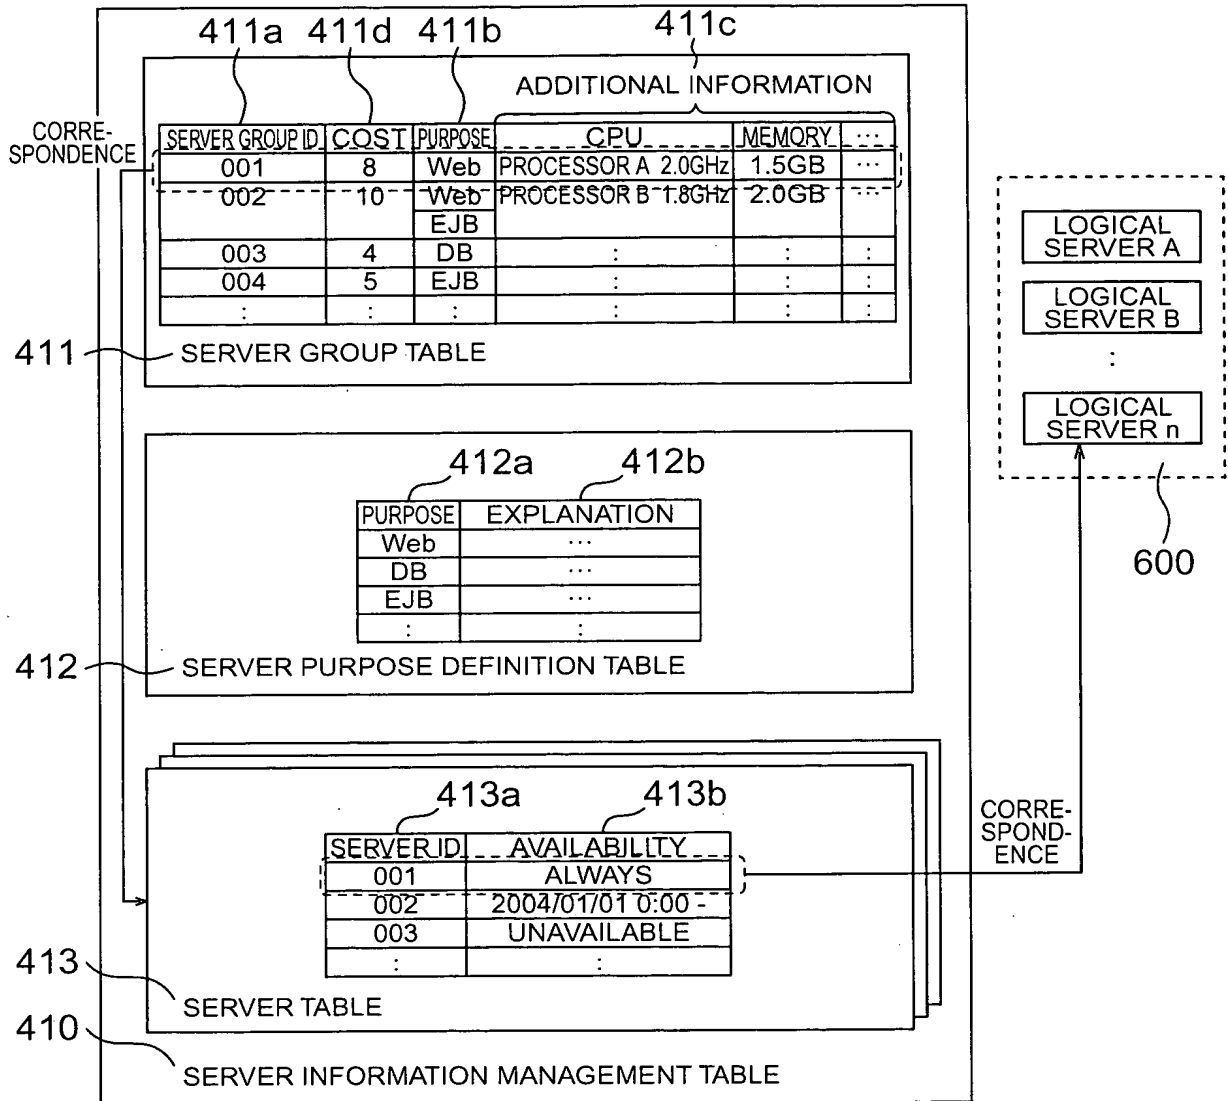 411a 411d 411b 411c
ADDITIONAL INFORMATION
CORRE-
SPONDENCE
SERVER GROUP ID COST PURPOSE CPU MEMORY ...
001 8 Web PROCESSOR A 2.0GHz 1.5GB ...
002 10 Web PROCESSOR B 1.8GHz 2.0GB ...
EJB
003 4 DB : : :
004 5 EJB : : :
: : : : : :
411 SERVER GROUP TABLE
LOGICAL
SERVER A
LOGICAL
SERVER B
:
LOGICAL
SERVER n
600
412a 412b
PURPOSE EXPLANATION
Web ...
DB ...
EJB ...
: :
412 SERVER PURPOSE DEFINITION TABLE
413a 413b
SERVER ID AVAILABILITY
001 ALWAYS
002 2004/01/01 0:00 -
003 UNAVAILABLE
: :
CORRE-
SPOND-
ENCE
413 SERVER TABLE
410 SERVER INFORMATION MANAGEMENT TABLE